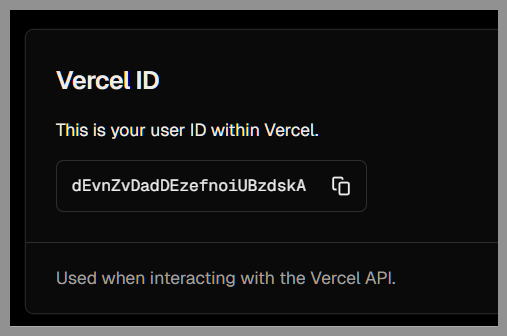 Vercel ID
This is your user ID within Vercel.
dEvnZvDadDEzefnoiUBzdskA
Used when interacting with the Vercel API.